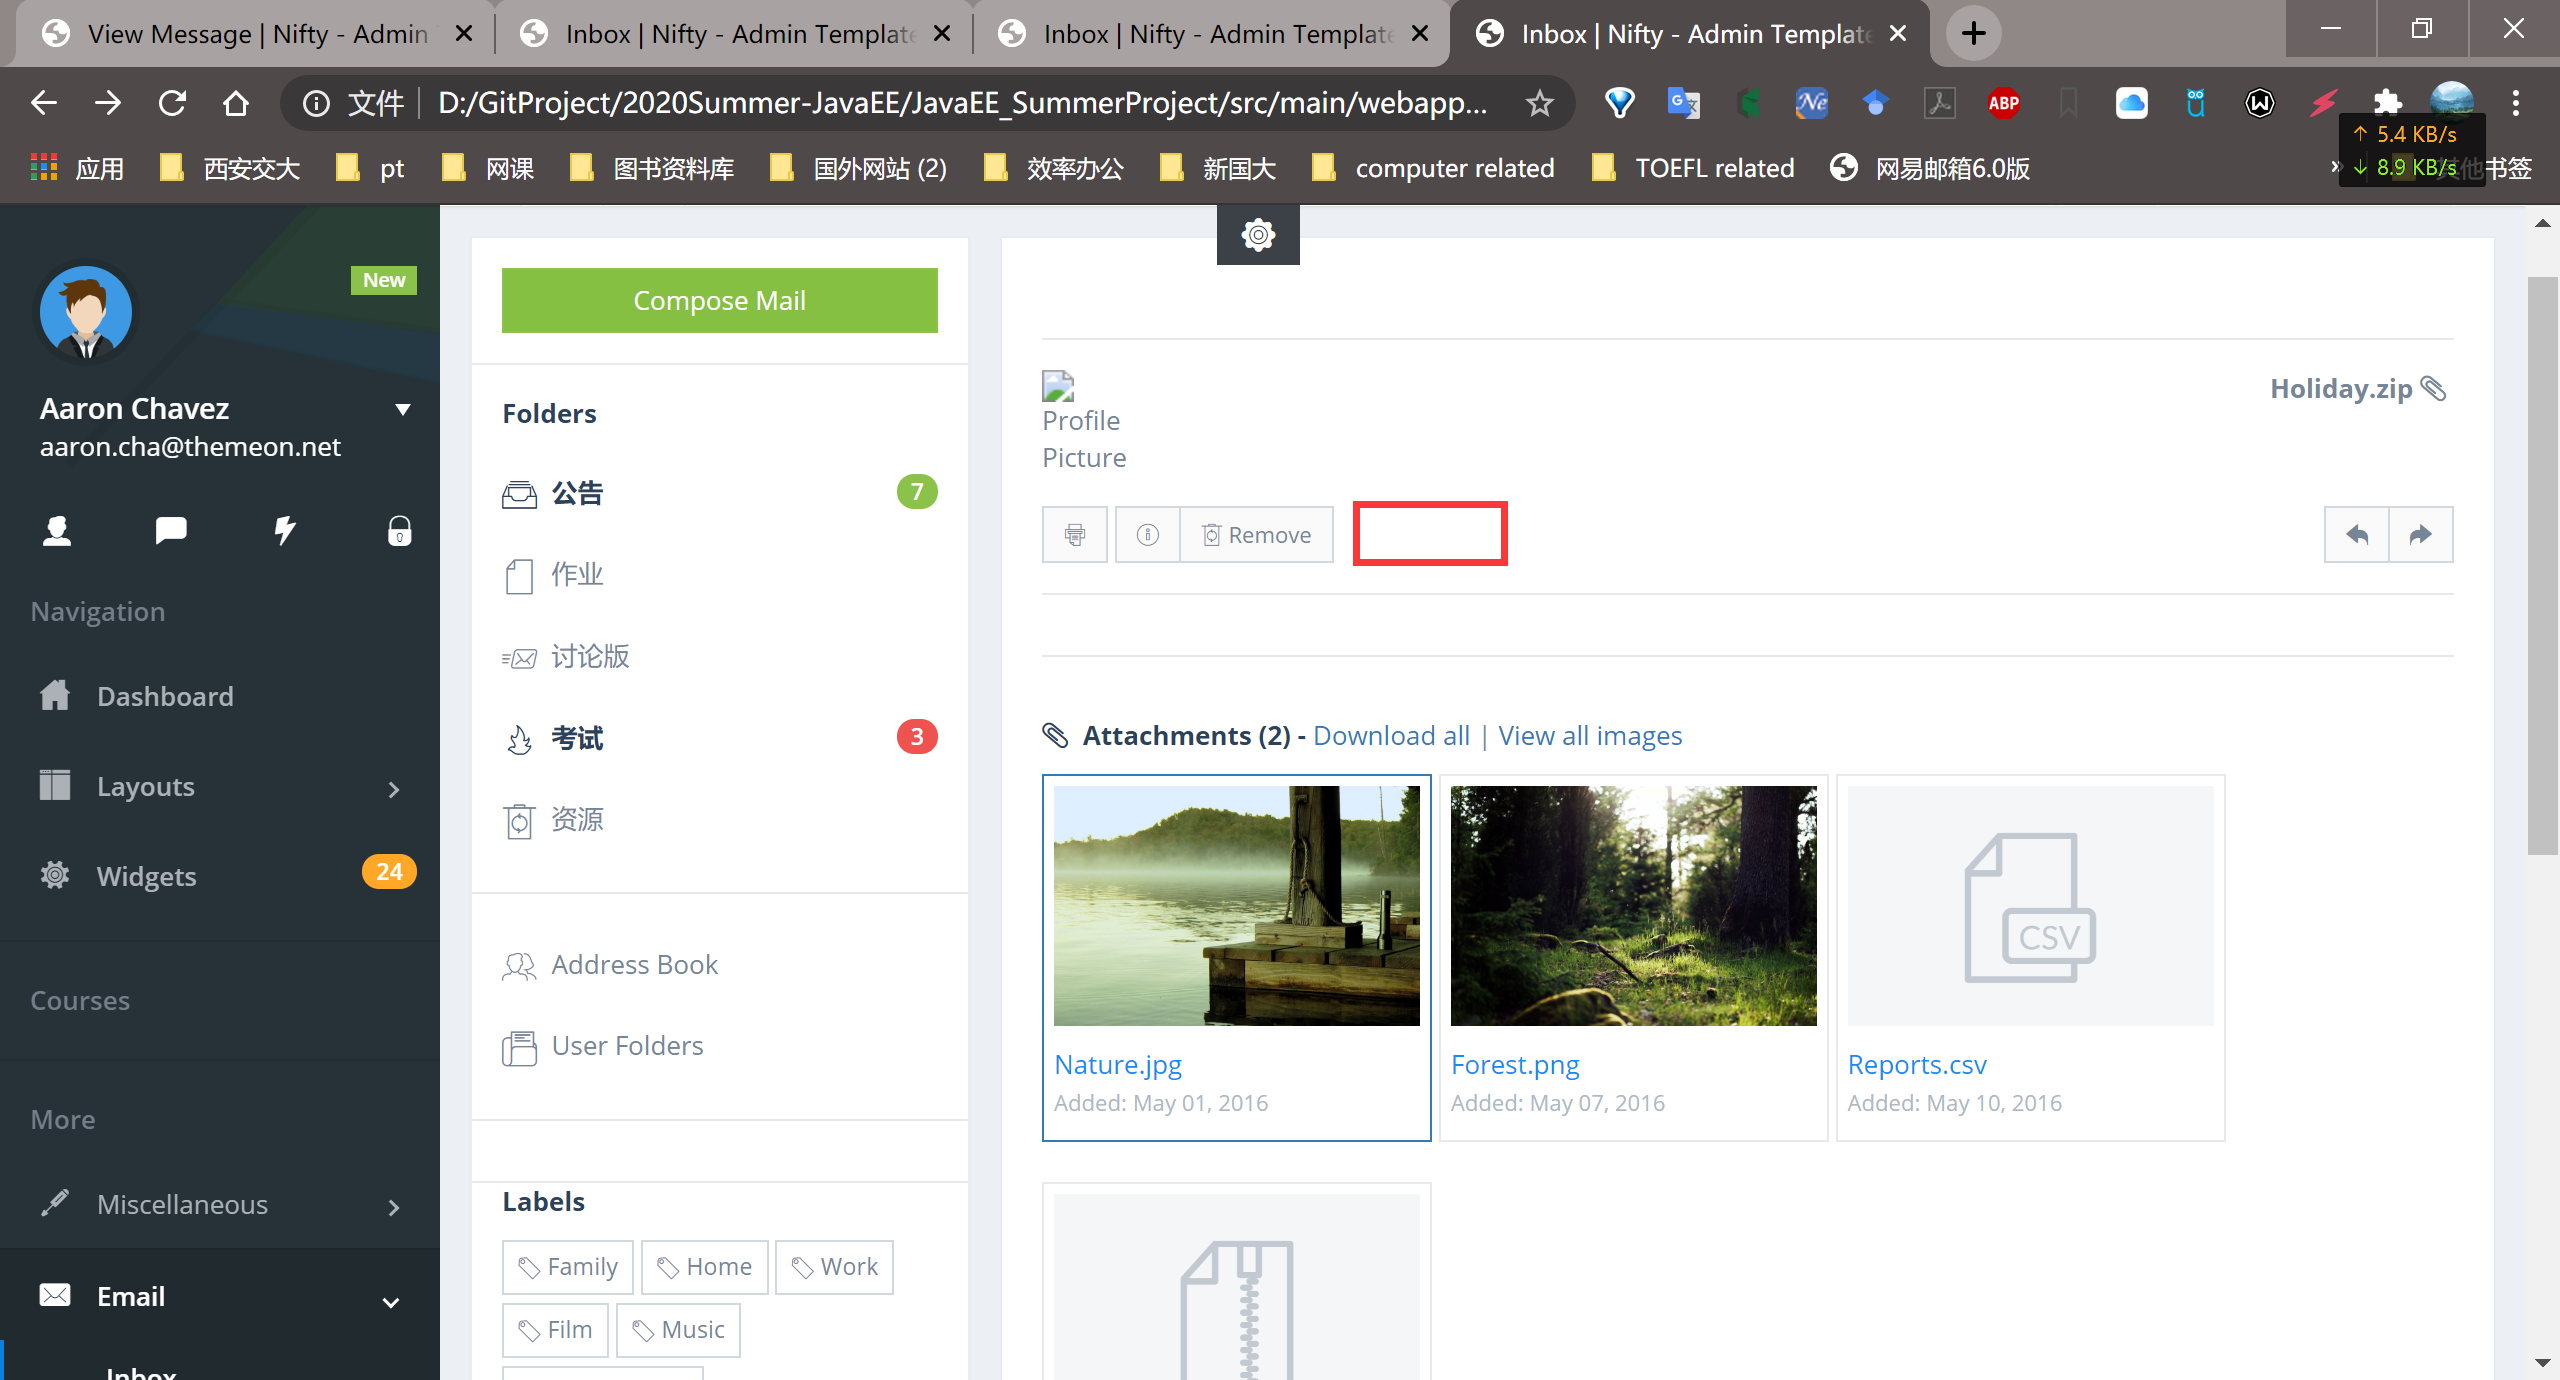 View Message | Nifty - Admin
Inbox | Nifty - Admin Template
Inbox | Nifty - Admin Template
Inbox | Nifty - Admin Template
文件
D:/GitProject/2020Summer-JavaEE/JavaEE_SummerProject/src/main/webapp...
ABP
↑ 5.4 KB/s
↓ 8.9 KB/s
应用
西安交大
pt
网课
图书资料库
国外网站 (2)
效率办公
新国大
computer related
TOEFL related
网易邮箱6.0版
其他书签
New
Aaron Chavez
aaron.cha@themeon.net
Navigation
Dashboard
Layouts
Widgets
24
Courses
More
Miscellaneous
Email
Inbox
Compose Mail
Folders
公告
7
作业
讨论版
考试
3
资源
Address Book
User Folders
Labels
Family
Home
Work
Film
Music
Profile
Picture
Holiday.zip
Remove
Attachments (2) - Download all | View all images
CSV
Nature.jpg
Added: May 01, 2016
Forest.png
Added: May 07, 2016
Reports.csv
Added: May 10, 2016